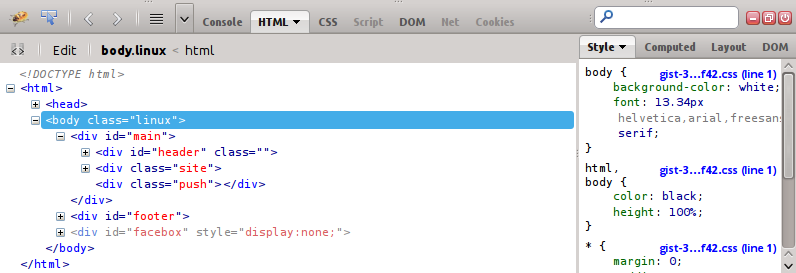 Console HTML CSS Script DOM Net Cookies
Edit body.linux < html
Style Computed Layout DOM
<!DOCTYPE html>
<html>
<head>
<body class="linux">
<div id="main">
<div id="header" class="">
<div class="site">
<div class="push"></div>
</div>
<div id="footer">
<div id="facebox" style="display:none;">
</body>
</html>
body { gist-3...f42.css (line 1)
background-color: white;
font: 13.34px
helvetica,arial,freesans
serif;
}
html, gist-3...f42.css (line 1)
body {
color: black;
height: 100%;
}
* { gist-3...f42.css (line 1)
margin: 0;